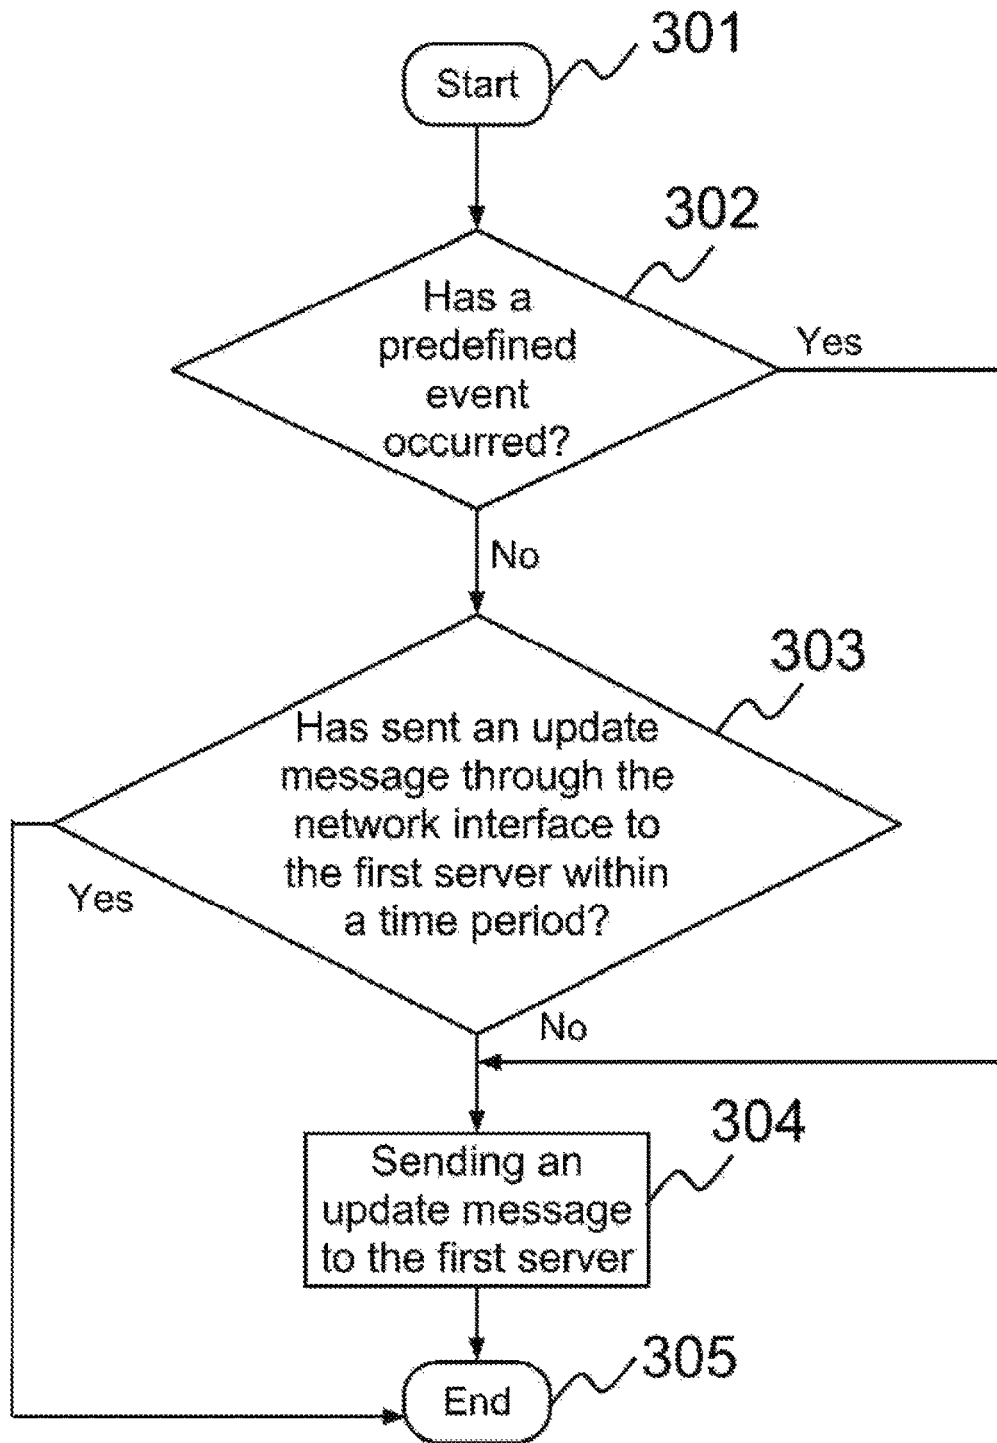 301
Start
302
Has a
predefined
event
occurred?
Yes
No
303
Has sent an update
message through the
network interface to
the first server within
a time period?
Yes
No
304
Sending an
update message
to the first server
305
End